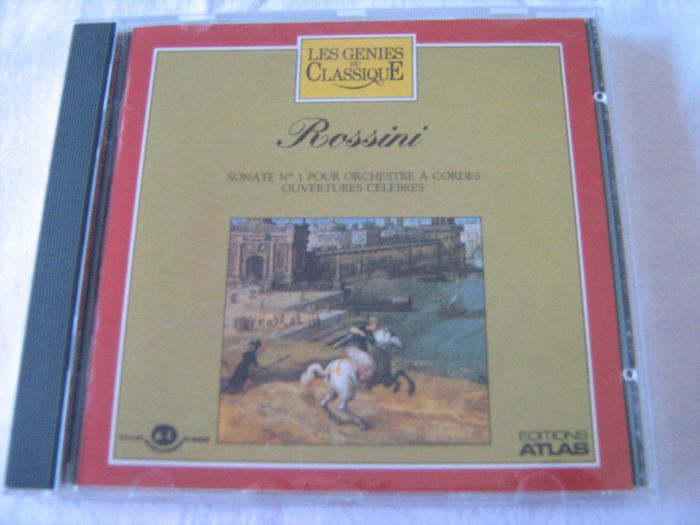 LES GENIES
DU
CLASSIQUE
Rossini
SONATE N° 1 POUR ORCHESTRE A CORDES
OUVERTURES CÉLÈBRES
EDITIONS
ATLAS